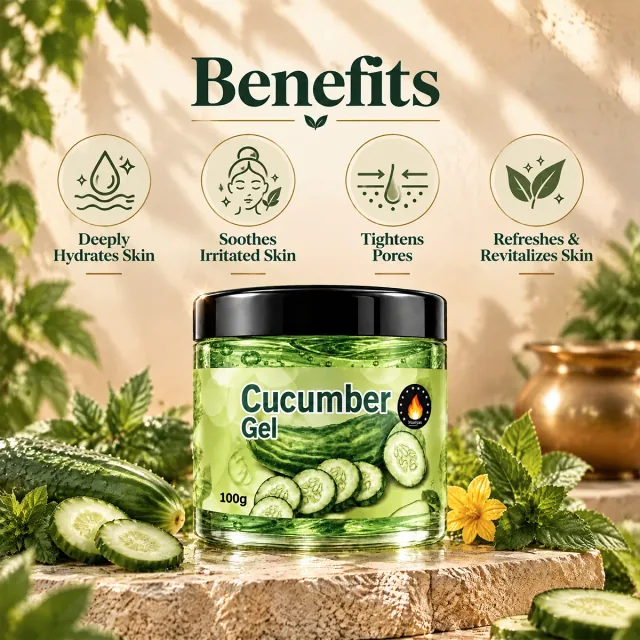 Benefits
Deeply
Hydrates Skin
Soothes
Irritated Skin
Tightens
Pores
Refreshes &
Revitalizes Skin
Cucumber
Gel
100g